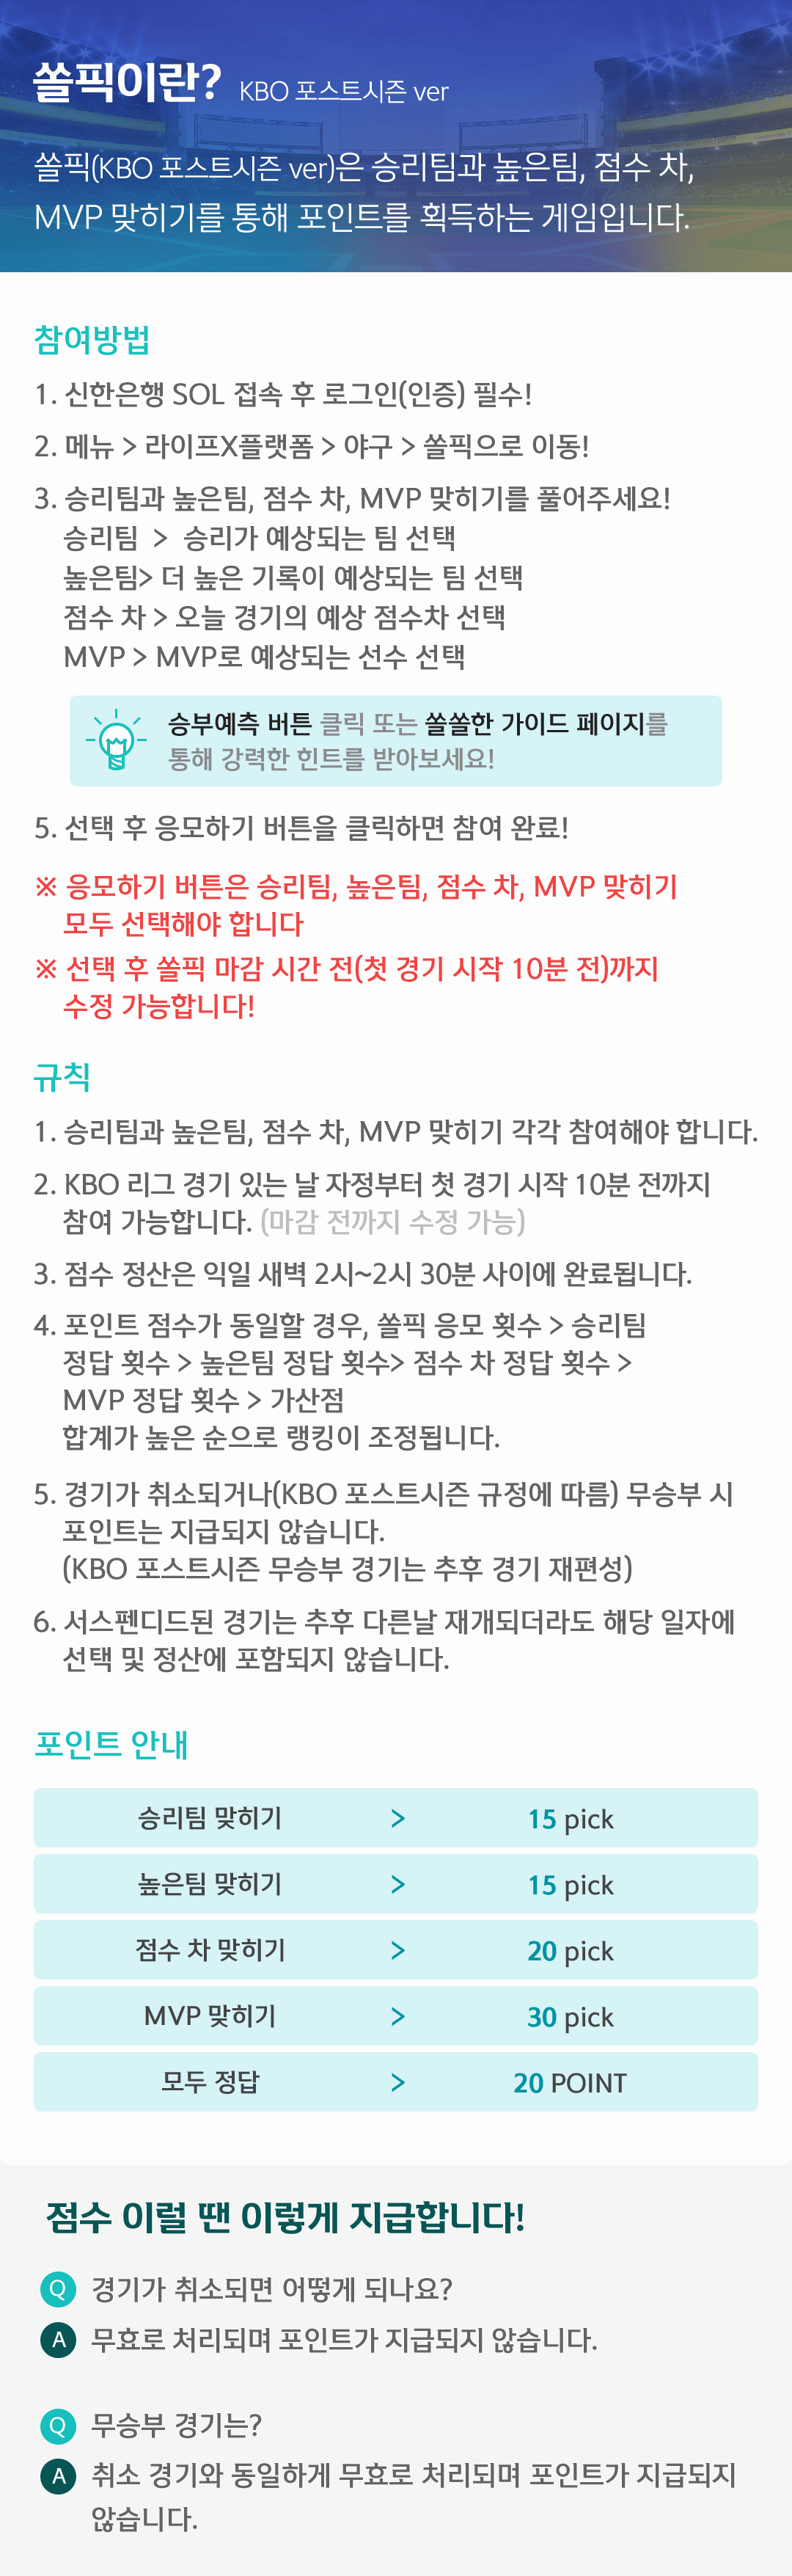 쏠픽이란? KBO 포스트시즌 ver
쏠픽(KBO 포스트시즌 ver)은 승리팀과 높은팀, 점수 차,
MVP 맞히기를 통해 포인트를 획득하는 게임입니다.
참여방법
1. 신한은행 SOL 접속 후 로그인(인증) 필수!
2. 메뉴 > 라이프X플랫폼 > 야구 > 쏠픽으로 이동!
3. 승리팀과 높은팀, 점수 차, MVP 맞히기를 풀어주세요!
승리팀 > 승리가 예상되는 팀 선택
높은팀> 더 높은 기록이 예상되는 팀 선택
점수 차 > 오늘 경기의 예상 점수차 선택
MVP > MVP로 예상되는 선수 선택
승부예측 버튼 클릭 또는 쏠쏠한 가이드 페이지를
통해 강력한 힌트를 받아보세요!
5. 선택 후 응모하기 버튼을 클릭하면 참여 완료!
※ 응모하기 버튼은 승리팀, 높은팀, 점수 차, MVP 맞히기
모두 선택해야 합니다
※ 선택 후 쏠픽 마감 시간 전(첫 경기 시작 10분 전)까지
수정 가능합니다!
규칙
1. 승리팀과 높은팀, 점수 차, MVP 맞히기 각각 참여해야 합니다.
2. KBO 리그 경기 있는 날 자정부터 첫 경기 시작 10분 전까지
참여 가능합니다. (마감 전까지 수정 가능)
3. 점수 정산은 익일 새벽 2시~2시 30분 사이에 완료됩니다.
4. 포인트 점수가 동일할 경우, 쏠픽 응모 횟수 > 승리팀
정답 횟수 > 높은팀 정답 횟수> 점수 차 정답 횟수 >
MVP 정답 횟수 > 가산점
합계가 높은 순으로 랭킹이 조정됩니다.
5. 경기가 취소되거나(KBO 포스트시즌 규정에 따름) 무승부 시
포인트는 지급되지 않습니다.
(KBO 포스트시즌 무승부 경기는 추후 경기 재편성)
6. 서스펜디드된 경기는 추후 다른날 재개되더라도 해당 일자에
선택 및 정산에 포함되지 않습니다.
포인트 안내
승리팀 맞히기 > 15 pick
높은팀 맞히기 > 15 pick
점수 차 맞히기 > 20 pick
MVP 맞히기 > 30 pick
모두 정답 > 20 POINT
점수 이럴 땐 이렇게 지급합니다!
Q 경기가 취소되면 어떻게 되나요?
A 무효로 처리되며 포인트가 지급되지 않습니다.
Q 무승부 경기는?
A 취소 경기와 동일하게 무효로 처리되며 포인트가 지급되지
않습니다.